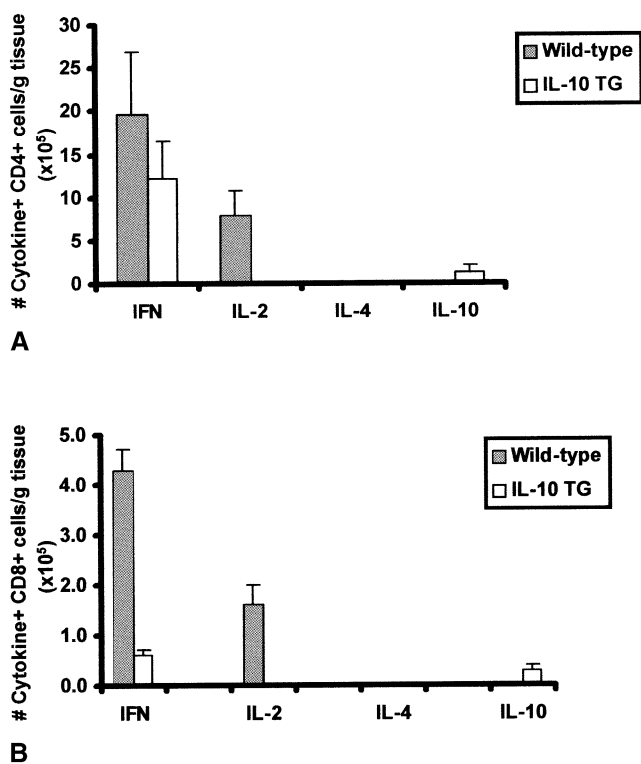 # Cytokine+ CD4+ cells/g tissue
(x10⁵)
30
25
20
15
10
5
0
IFN IL-2 IL-4 IL-10
Wild-type
IL-10 TG
A
# Cytokine+ CD8+ cells/g tissue
(x10⁵)
5.0
4.0
3.0
2.0
1.0
0.0
IFN IL-2 IL-4 IL-10
Wild-type
IL-10 TG
B